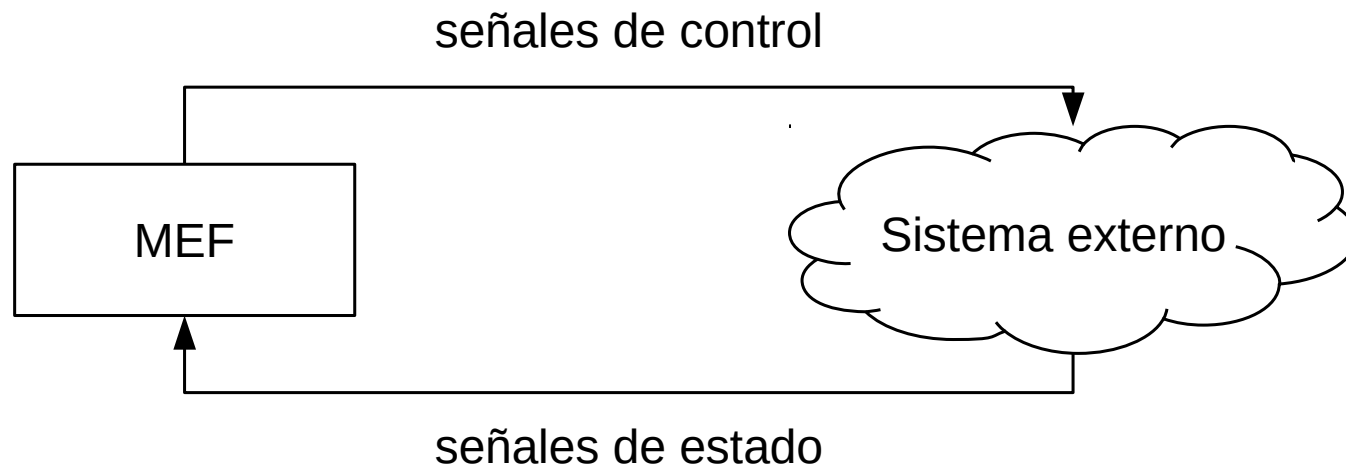 señales de control
MEF
Sistema externo
señales de estado